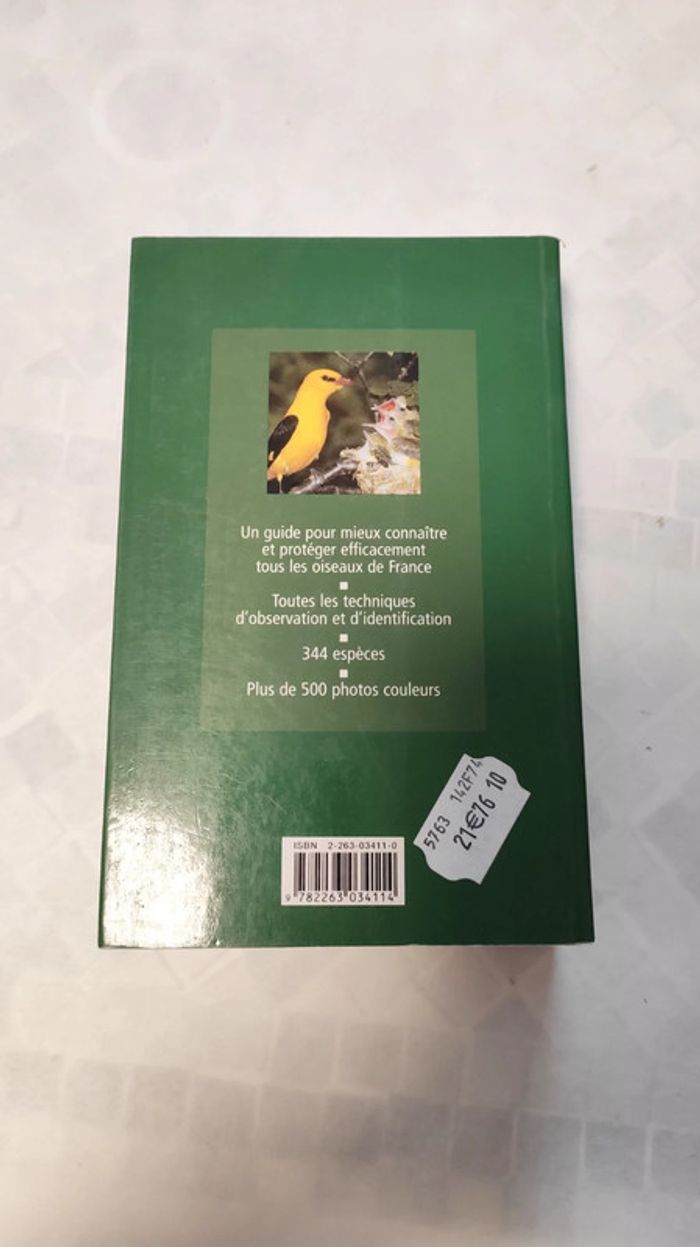 Un guide pour mieux connaître
et protéger efficacement
tous les oiseaux de France
Toutes les techniques
d'observation et d'identification
344 espèces
Plus de 500 photos couleurs
5763 142F74
21€76 10
ISBN 2-263-03411-0
9 782263 034114